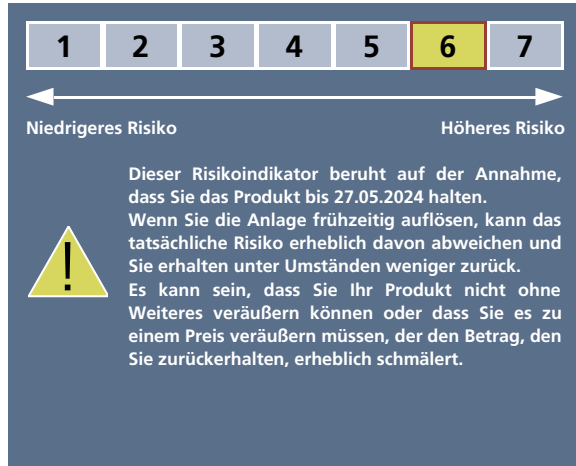 1 2 3 4 5 6 7
Niedrigeres Risiko Höheres Risiko
Dieser Risikoindikator beruht auf der Annahme,
dass Sie das Produkt bis 27.05.2024 halten.
Wenn Sie die Anlage frühzeitig auflösen, kann das
tatsächliche Risiko erheblich davon abweichen und
Sie erhalten unter Umständen weniger zurück.
Es kann sein, dass Sie Ihr Produkt nicht ohne
Weiteres veräußern können oder dass Sie es zu
einem Preis veräußern müssen, der den Betrag, den
Sie zurückerhalten, erheblich schmälert.
!